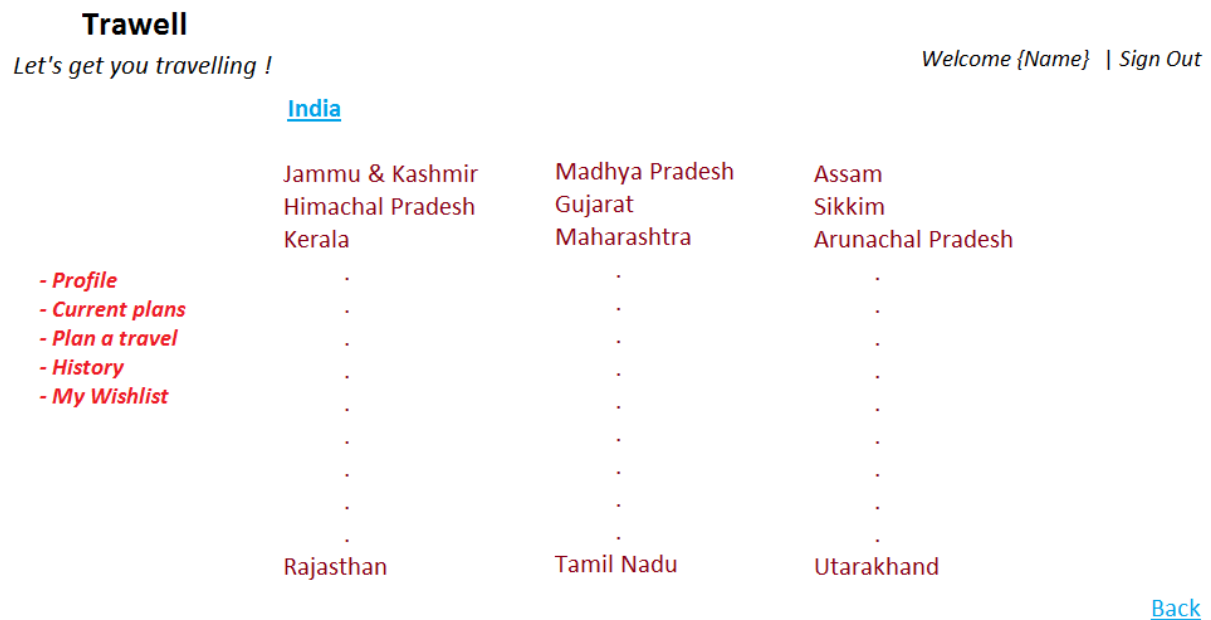 Trawell
Let's get you travelling !
Welcome {Name} | Sign Out
India
Jammu & Kashmir
Himachal Pradesh
Kerala
.
.
.
.
.
.
.
.
.
Rajasthan
Madhya Pradesh
Gujarat
Maharashtra
.
.
.
.
.
.
.
.
.
Tamil Nadu
Assam
Sikkim
Arunachal Pradesh
.
.
.
.
.
.
.
.
.
Utarakhand
- Profile
- Current plans
- Plan a travel
- History
- My Wishlist
Back